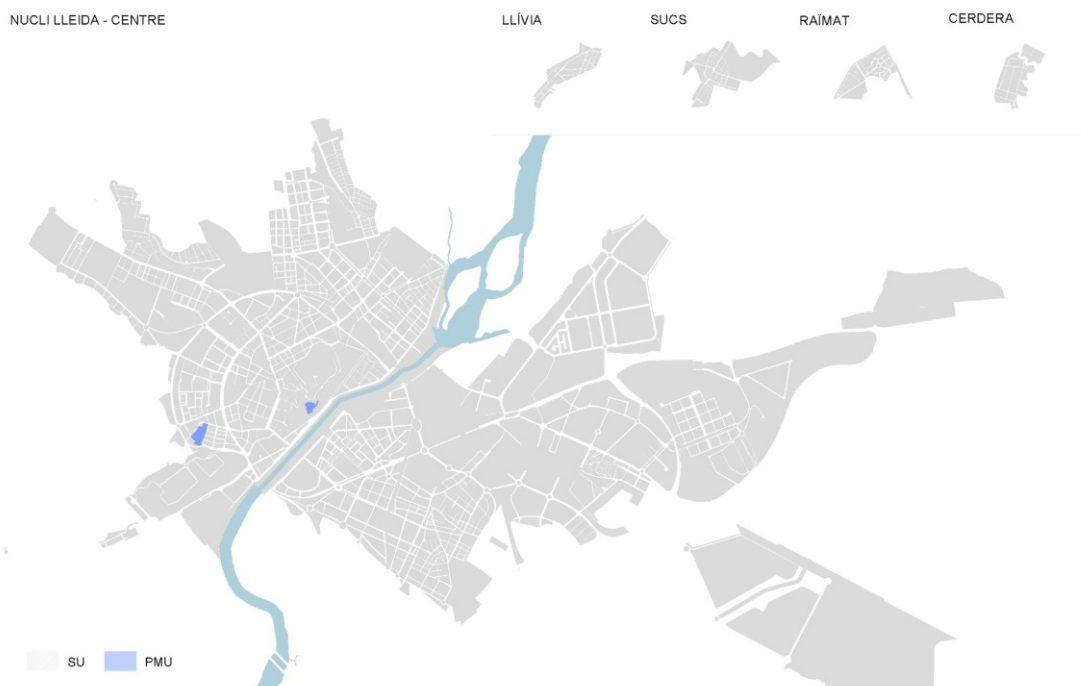 NUCLI LLEIDA - CENTRE
LLÍVIA
SUCS
RAÏMAT
CERDERA
SU
PMU